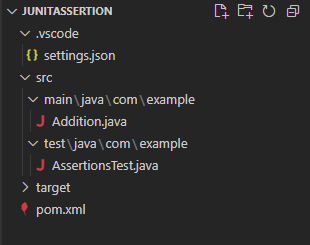 JUNITASSERTION
.vscode
{} settings.json
src
main\java\com\example
J Addition.java
test\java\com\example
J AssertionsTest.java
target
pom.xml